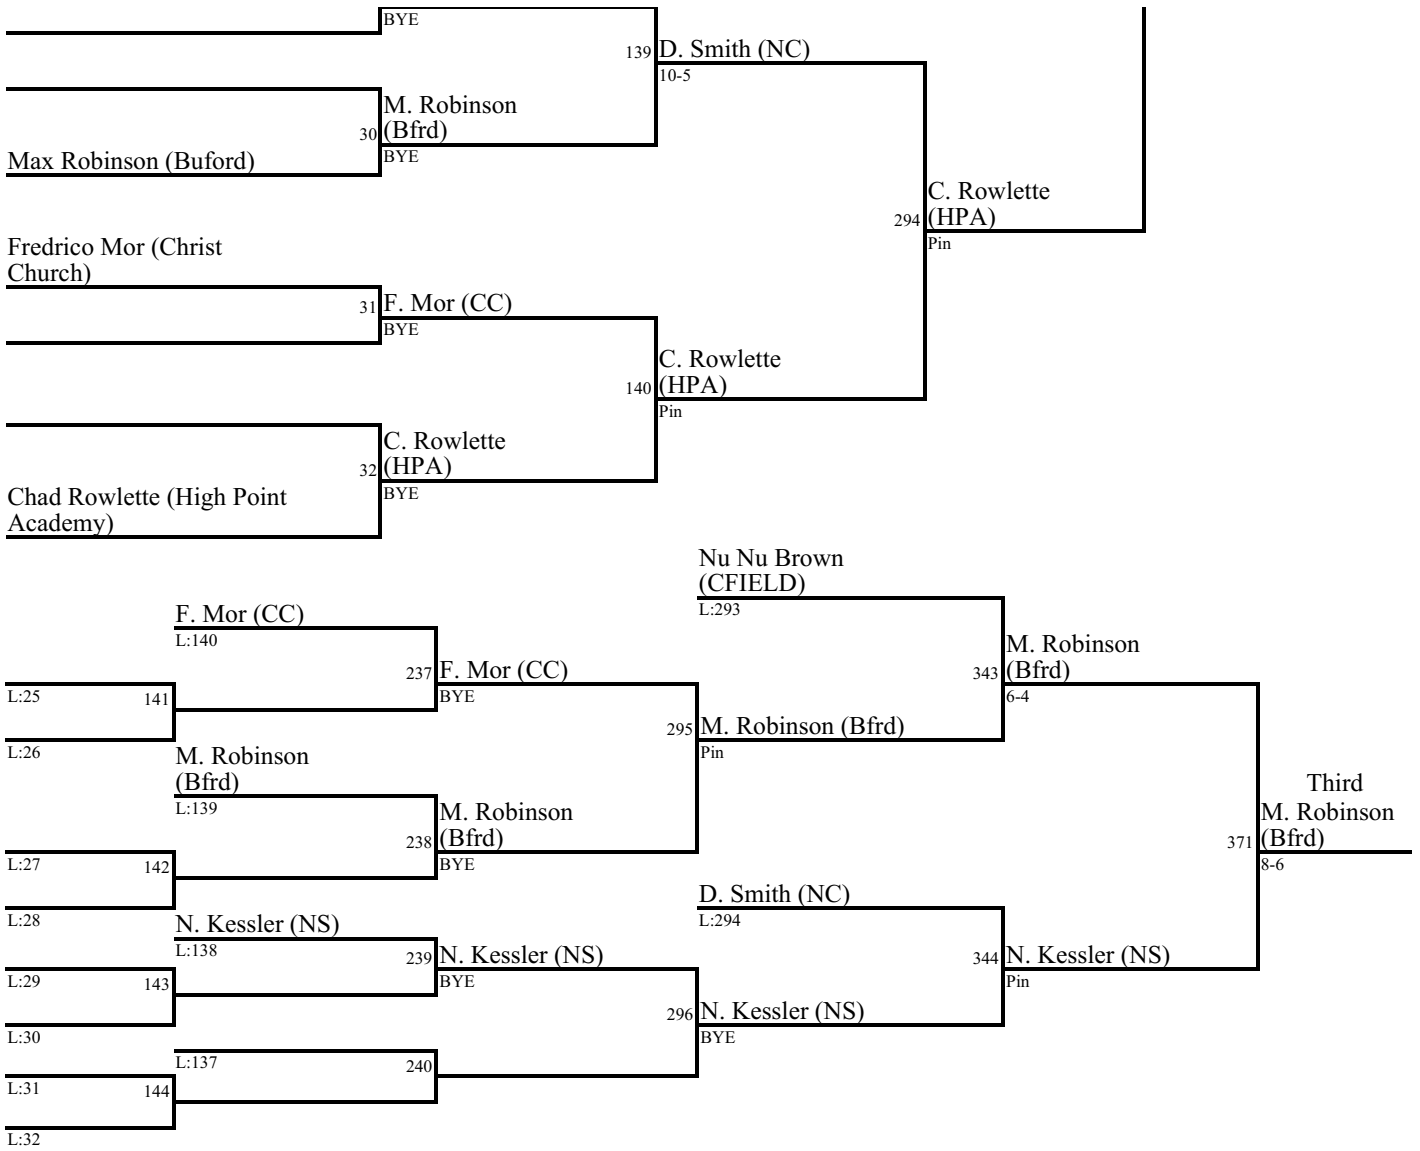 BYE
139
D. Smith (NC)
10-5
M. Robinson
30
(Bfrd)
BYE
Max Robinson (Buford)
C. Rowlette
294
(HPA)
Pin
Fredrico Mor (Christ
Church)
31
F. Mor (CC)
BYE
C. Rowlette
140
(HPA)
Pin
C. Rowlette
32
(HPA)
BYE
Chad Rowlette (High Point
Academy)
Nu Nu Brown
(CFIELD)
L:293
F. Mor (CC)
L:140
M. Robinson
343
(Bfrd)
6-4
237
F. Mor (CC)
BYE
L:25
141
295
M. Robinson (Bfrd)
Pin
L:26
M. Robinson
(Bfrd)
L:139
Third
M. Robinson
371
(Bfrd)
8-6
M. Robinson
238
(Bfrd)
BYE
L:27
142
D. Smith (NC)
L:294
L:28
N. Kessler (NS)
L:138
239
N. Kessler (NS)
BYE
344
N. Kessler (NS)
Pin
L:29
143
296
N. Kessler (NS)
BYE
L:30
L:137
240
L:31
144
L:32